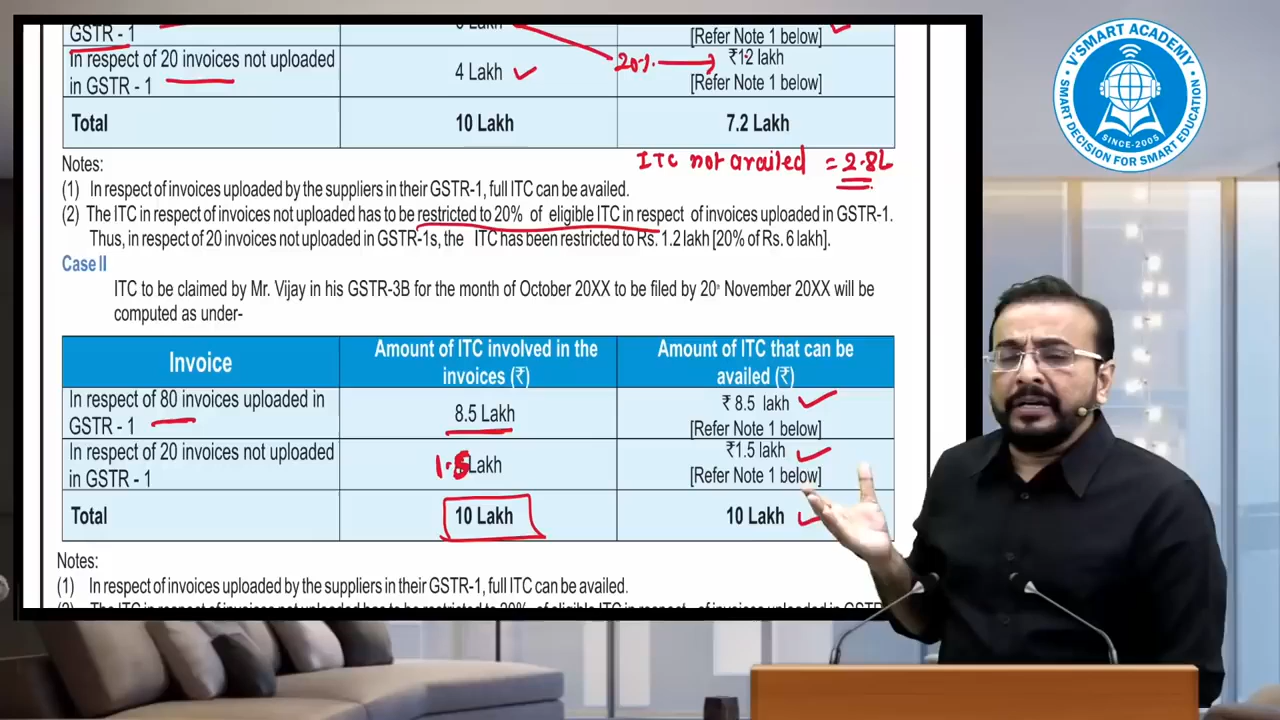 GSTR - 1
[Refer Note 1 below]
In respect of 20 invoices not uploaded
in GSTR - 1
4 Lakh
20%
₹12 lakh
[Refer Note 1 below]
Total
10 Lakh
7.2 Lakh
ITC not availed = 2.8L
Notes:
(1) In respect of invoices uploaded by the suppliers in their GSTR-1, full ITC can be availed.
(2) The ITC in respect of invoices not uploaded has to be restricted to 20% of eligible ITC in respect of invoices uploaded in GSTR-1.
Thus, in respect of 20 invoices not uploaded in GSTR-1s, the ITC has been restricted to Rs. 1.2 lakh [20% of Rs. 6 lakh].
Case II
ITC to be claimed by Mr. Vijay in his GSTR-3B for the month of October 20XX to be filed by 20 November 20XX will be
computed as under-
Invoice
Amount of ITC involved in the
invoices (₹)
Amount of ITC that can be
availed (₹)
In respect of 80 invoices uploaded in
GSTR - 1
8.5 Lakh
₹ 8.5 lakh
[Refer Note 1 below]
In respect of 20 invoices not uploaded
in GSTR - 1
1.5 Lakh
₹1.5 lakh
[Refer Note 1 below]
Total
10 Lakh
10 Lakh
Notes:
(1) In respect of invoices uploaded by the suppliers in their GSTR-1, full ITC can be availed.
V'SMART ACADEMY
SINCE-2005
SMART DECISION FOR SMART EDUCATION